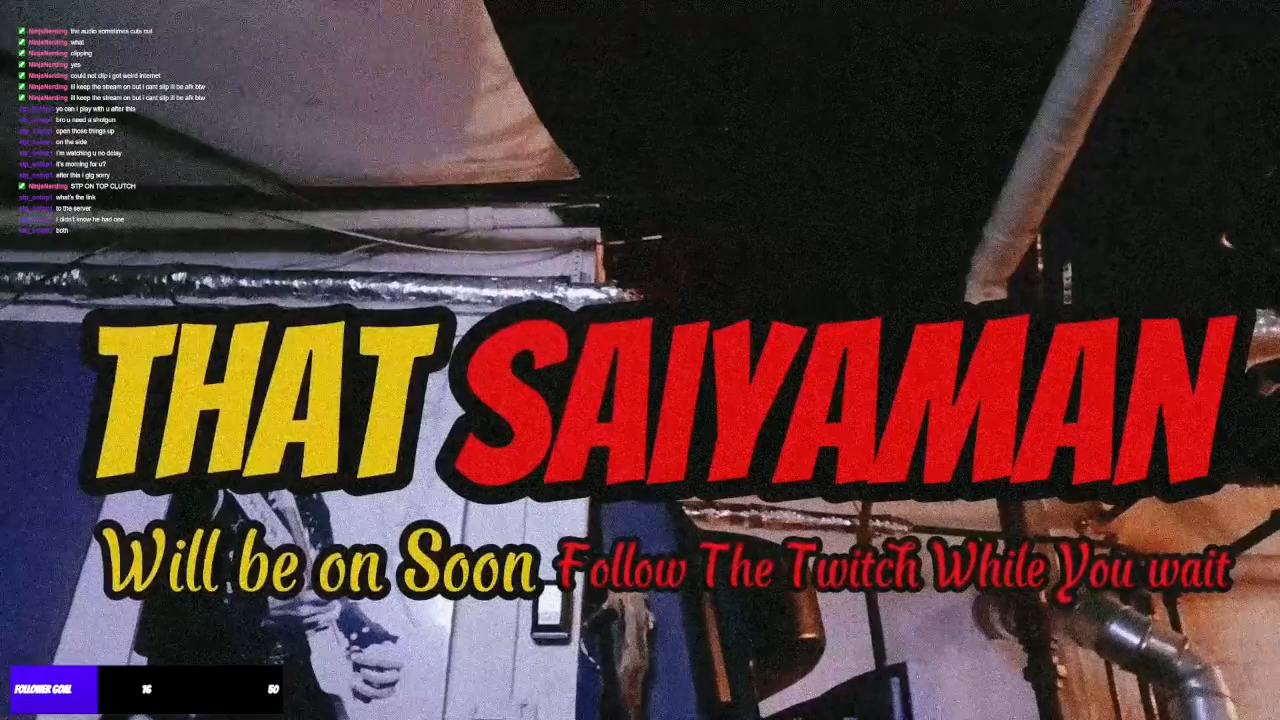 NinjaNerding the audio sometimes cuts out
NinjaNerding what
NinjaNerding clipping
NinjaNerding yes
NinjaNerding could not clip i got weird internet
NinjaNerding ill keep the stream on but i cant slip ill be afk btw
NinjaNerding ill keep the stream on but i cant slip ill be afk btw
yo can i play with u after this
bro u need a shotgun
open those things up
on the side
i'm watching u no delay
it's morning for u?
after this I gtg sorry
NinjaNerding STP ON TOP CLUTCH
what's the link
to the server
I didn't know he had one
both
THAT SAIYAMAN
Will be on Soon Follow The Twitch While You wait
FOLLOWER GOAL 16 50